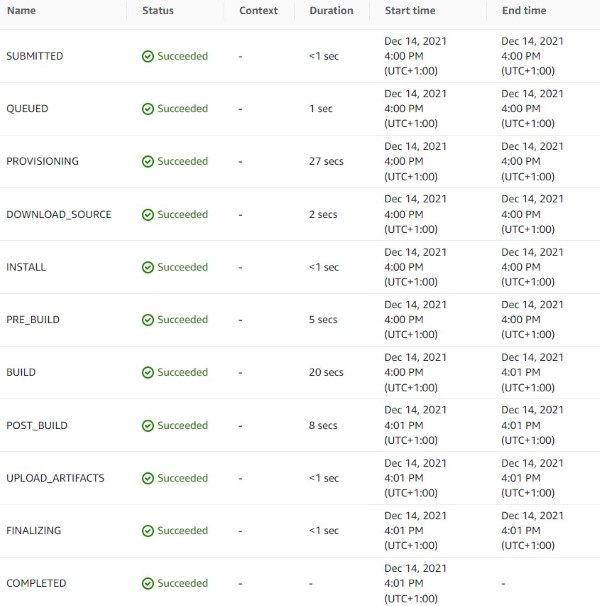 Name Status Context Duration Start time End time
Dec 14, 2021 Dec 14, 2021
SUBMITTED Succeeded - <1 sec 4:00 PM 4:00 PM
(UTC+1:00) (UTC+1:00)
Dec 14, 2021 Dec 14, 2021
QUEUED Succeeded - 1 sec 4:00 PM 4:00 PM
(UTC+1:00) (UTC+1:00)
Dec 14, 2021 Dec 14, 2021
PROVISIONING Succeeded - 27 secs 4:00 PM 4:00 PM
(UTC+1:00) (UTC+1:00)
Dec 14, 2021 Dec 14, 2021
DOWNLOAD_SOURCE Succeeded - 2 secs 4:00 PM 4:00 PM
(UTC+1:00) (UTC+1:00)
Dec 14, 2021 Dec 14, 2021
INSTALL Succeeded - <1 sec 4:00 PM 4:00 PM
(UTC+1:00) (UTC+1:00)
Dec 14, 2021 Dec 14, 2021
PRE_BUILD Succeeded - 5 secs 4:00 PM 4:00 PM
(UTC+1:00) (UTC+1:00)
Dec 14, 2021 Dec 14, 2021
BUILD Succeeded - 20 secs 4:00 PM 4:01 PM
(UTC+1:00) (UTC+1:00)
Dec 14, 2021 Dec 14, 2021
POST_BUILD Succeeded - 8 secs 4:01 PM 4:01 PM
(UTC+1:00) (UTC+1:00)
Dec 14, 2021 Dec 14, 2021
UPLOAD_ARTIFACTS Succeeded - <1 sec 4:01 PM 4:01 PM
(UTC+1:00) (UTC+1:00)
Dec 14, 2021 Dec 14, 2021
FINALIZING Succeeded - <1 sec 4:01 PM 4:01 PM
(UTC+1:00) (UTC+1:00)
Dec 14, 2021
COMPLETED Succeeded - - 4:01 PM -
(UTC+1:00)